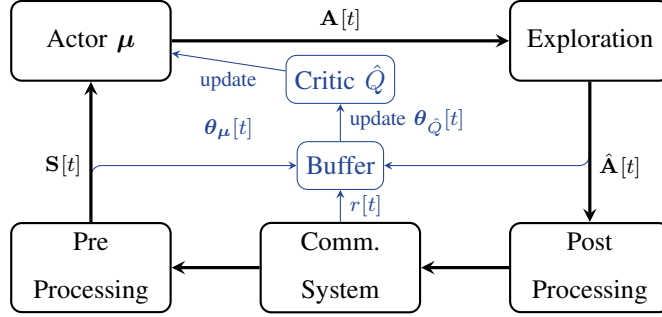 A[t]
Actor μ
Exploration
Critic Q̂
update
update θ_Q̂[t]
θ_μ[t]
S[t]
Buffer
Â[t]
r[t]
Pre
Processing
Comm.
System
Post
Processing